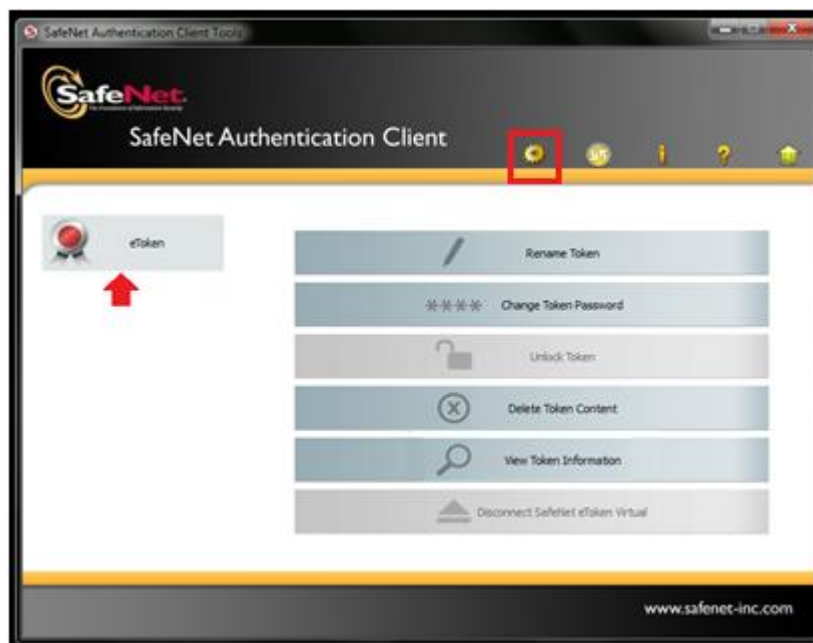 SafeNet Authentication Client Tools
SafeNet.
SafeNet Authentication Client
eToken
Rename Token
**** Change Token Password
Unlock Token
Delete Token Content
View Token Information
Disconnect SafeNet eToken Virtual
www.safenet-inc.com